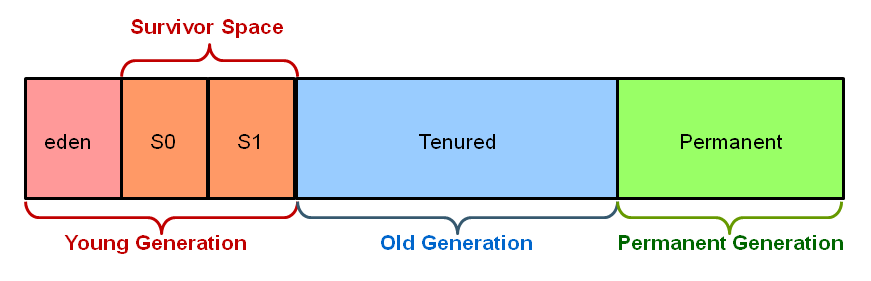 Survivor Space
eden
S0
S1
Tenured
Permanent
Young Generation
Old Generation
Permanent Generation